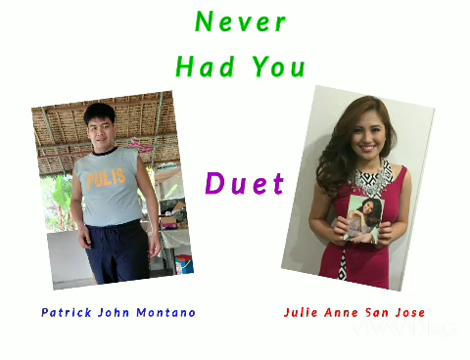 Never
Had You
PULIS
Duet
Patrick John Montano
Julie Anne San Jose
VIVAVIDEO